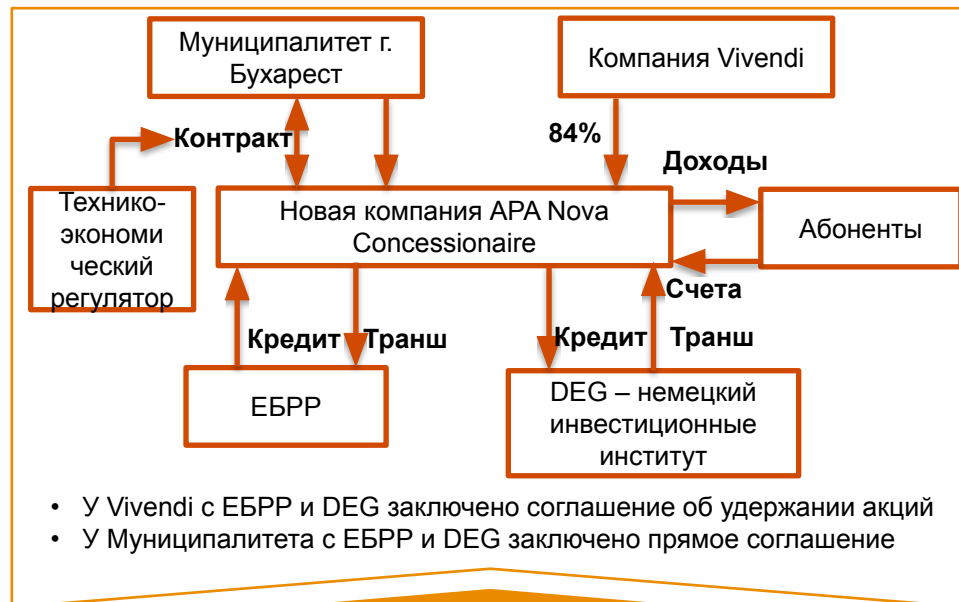 Муниципалитет г.
Бухарест
Компания Vivendi
Контракт
84%
Доходы
Технико-
экономи
ческий
регулятор
Новая компания APA Nova
Concessionaire
Абоненты
Счета
Кредит
Транш
Кредит
Транш
ЕБРР
DEG – немецкий
инвестиционные
институт
• У Vivendi с ЕБРР и DEG заключено соглашение об удержании акций
• У Муниципалитета с ЕБРР и DEG заключено прямое соглашение